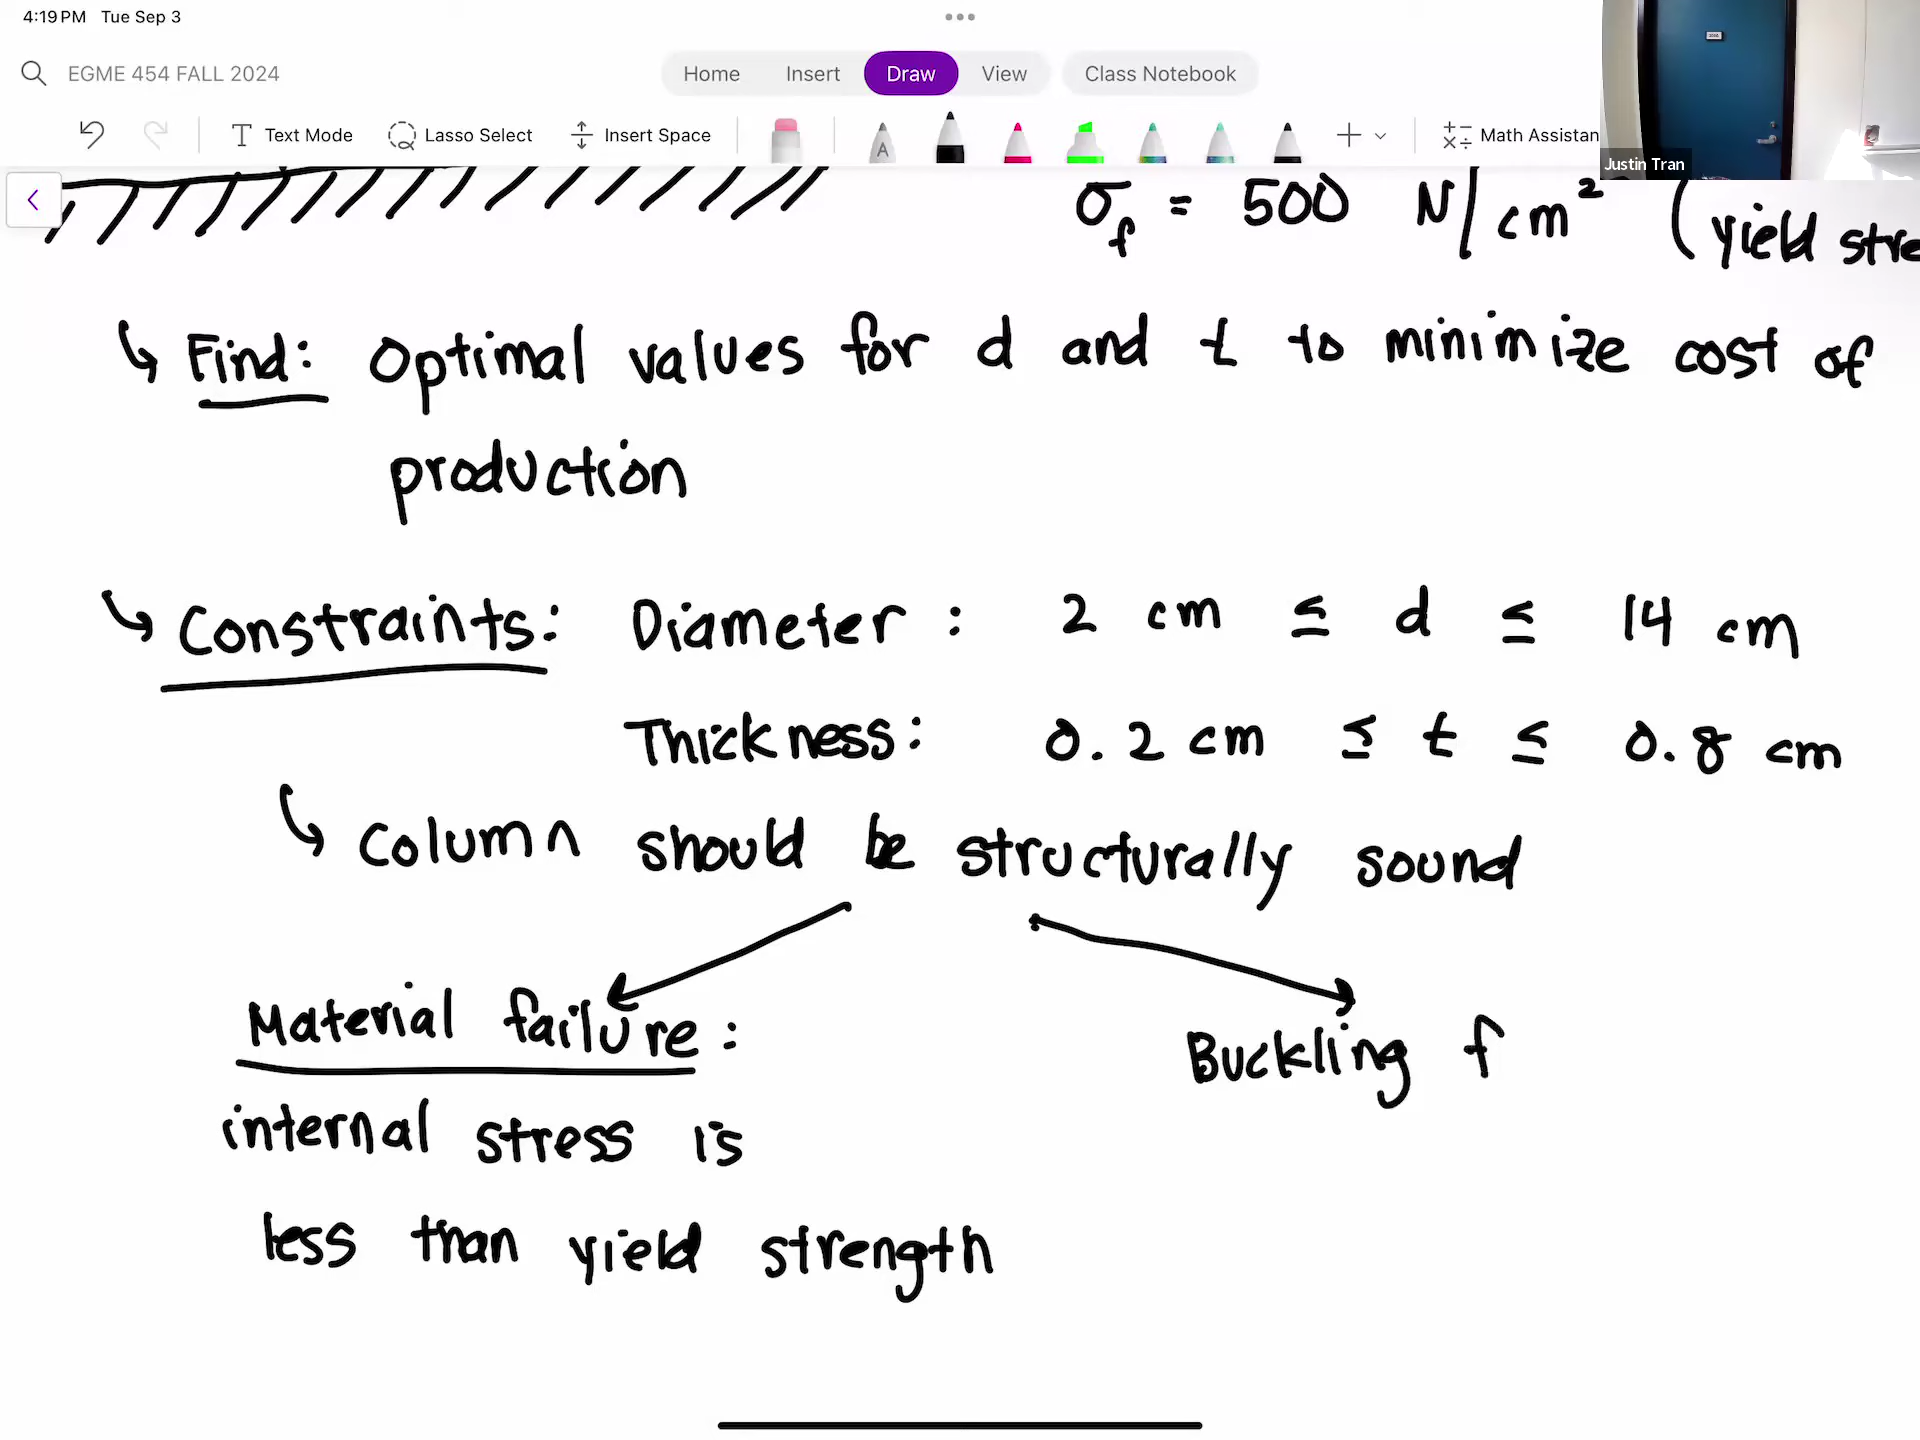 4:19 PM Tue Sep 3
EGME 454 FALL 2024
Home Insert Draw View Class Notebook
Text Mode Lasso Select Insert Space A Math Assistan
Justin Tran
σf = 500 N/cm² (yield stre
↳ Find: Optimal values for d and t to minimize cost of
production
↳ Constraints: Diameter: 2 cm ≤ d ≤ 14 cm
Thickness: 0.2 cm ≤ t ≤ 0.8 cm
↳ Column should be structurally sound
Material failure:
Buckling f
internal stress is
less than yield strength